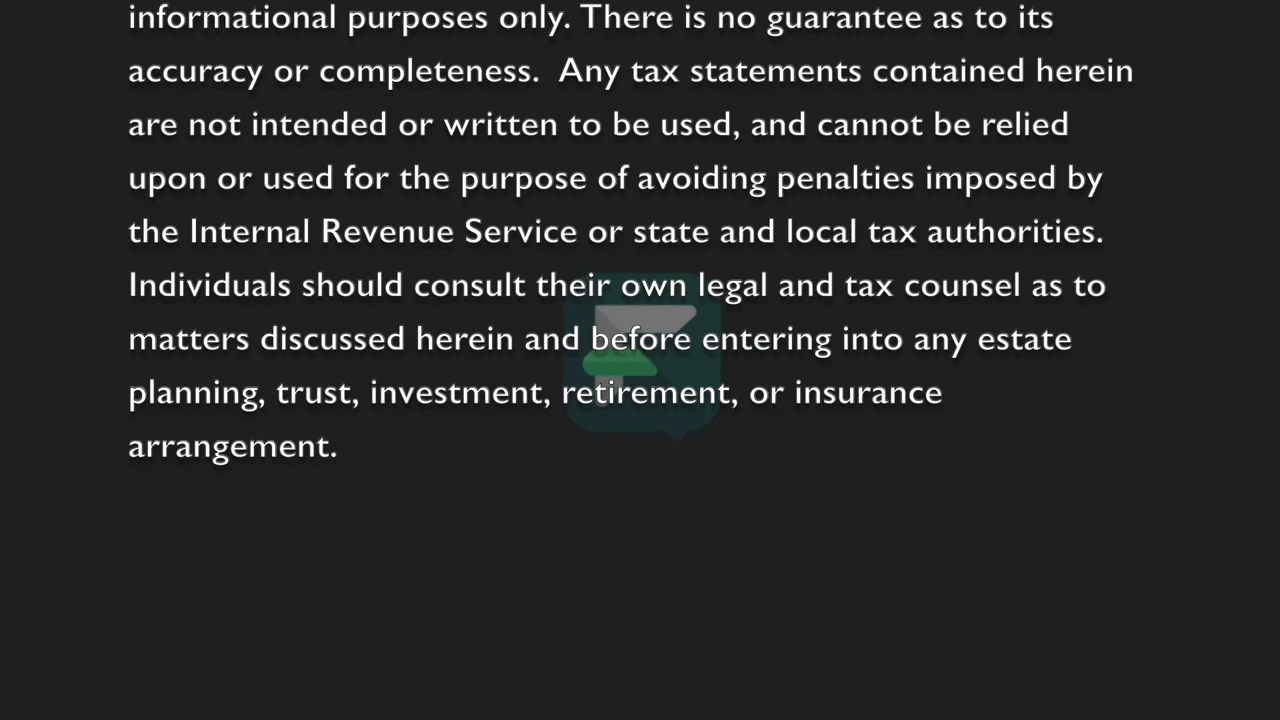 informational purposes only. There is no guarantee as to its
accuracy or completeness.  Any tax statements contained herein
are not intended or written to be used, and cannot be relied
upon or used for the purpose of avoiding penalties imposed by
the Internal Revenue Service or state and local tax authorities.
Individuals should consult their own legal and tax counsel as to
matters discussed herein and before entering into any estate
planning, trust, investment, retirement, or insurance
arrangement.